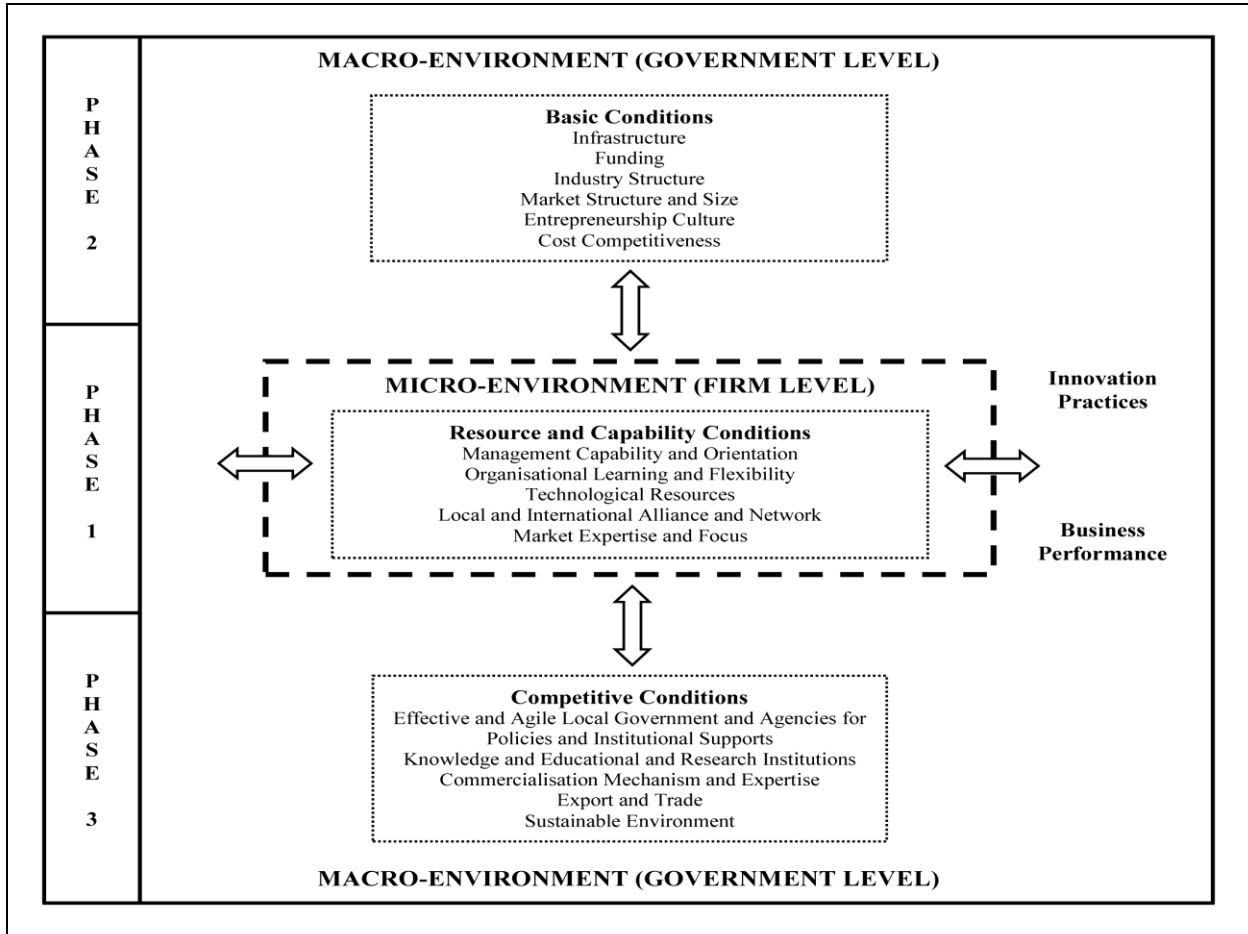 MACRO-ENVIRONMENT (GOVERNMENT LEVEL)
PHASE 2
Basic Conditions
Infrastructure
Funding
Industry Structure
Market Structure and Size
Entrepreneurship Culture
Cost Competitiveness
PHASE 1
MICRO-ENVIRONMENT (FIRM LEVEL)
Resource and Capability Conditions
Management Capability and Orientation
Organisational Learning and Flexibility
Technological Resources
Local and International Alliance and Network
Market Expertise and Focus
Innovation
Practices
Business
Performance
PHASE 3
Competitive Conditions
Effective and Agile Local Government and Agencies for
Policies and Institutional Supports
Knowledge and Educational and Research Institutions
Commercialisation Mechanism and Expertise
Export and Trade
Sustainable Environment
MACRO-ENVIRONMENT (GOVERNMENT LEVEL)